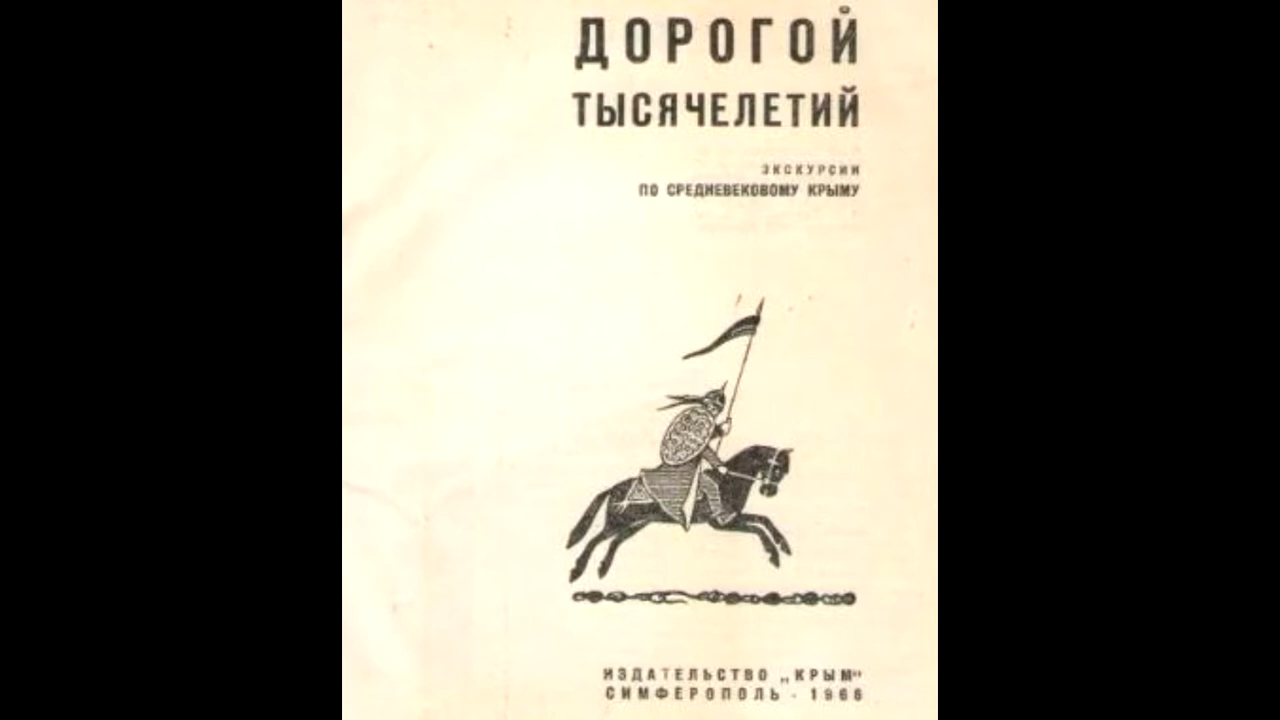 ДОРОГОЙ
ТЫСЯЧЕЛЕТИЙ
ЭКСКУРСИИ
ПО СРЕДНЕВЕКОВОМУ КРЫМУ
ИЗДАТЕЛЬСТВО „КРЫМ“
СИМФЕРОПОЛЬ · 1966